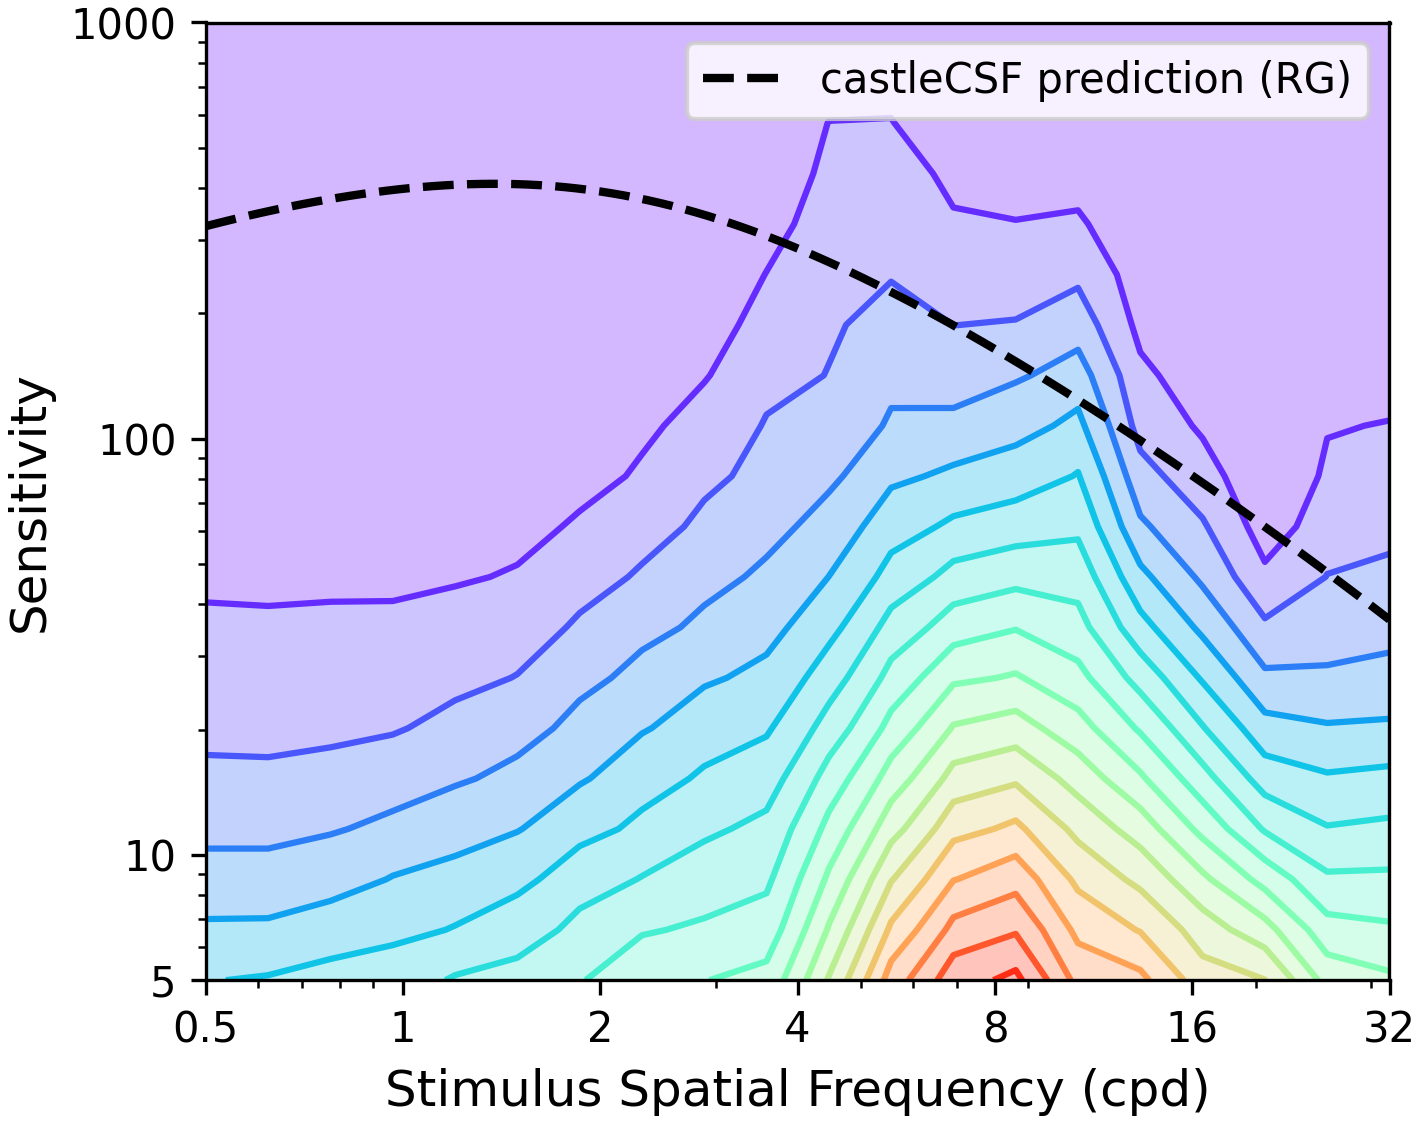 1000
castleCSF prediction (RG)
Sensitivity
100
10
5
0.5 1 2 4 8 16 32
Stimulus Spatial Frequency (cpd)